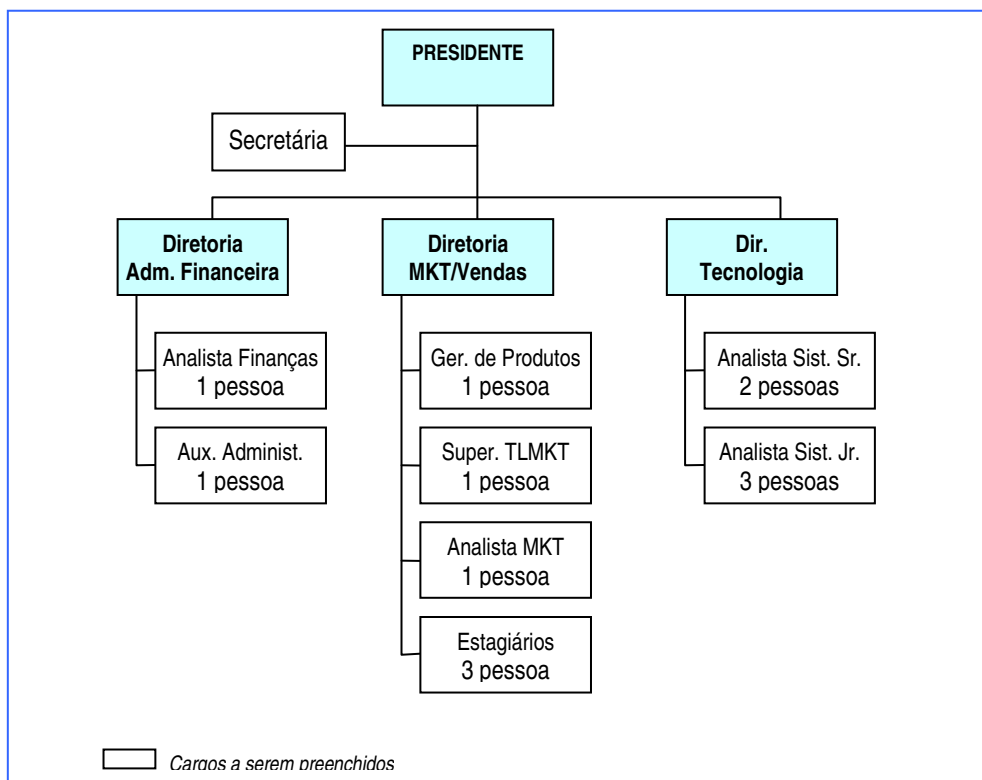 PRESIDENTE
Secretária
Diretoria
Adm. Financeira
Analista Finanças
1 pessoa
Aux. Administ.
1 pessoa
Diretoria
MKT/Vendas
Ger. de Produtos
1 pessoa
Super. TLMKT
1 pessoa
Analista MKT
1 pessoa
Estagiários
3 pessoa
Dir.
Tecnologia
Analista Sist. Sr.
2 pessoas
Analista Sist. Jr.
3 pessoas
Cargos a serem preenchidos